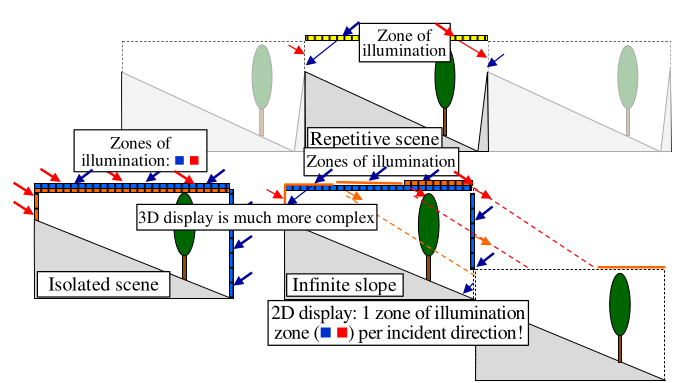 Zone of
illumination
Repetitive scene
Zones of
illumination:
Zones of illumination
3D display is much more complex
Isolated scene
Infinite slope
2D display: 1 zone of illumination
zone ( ) per incident direction!